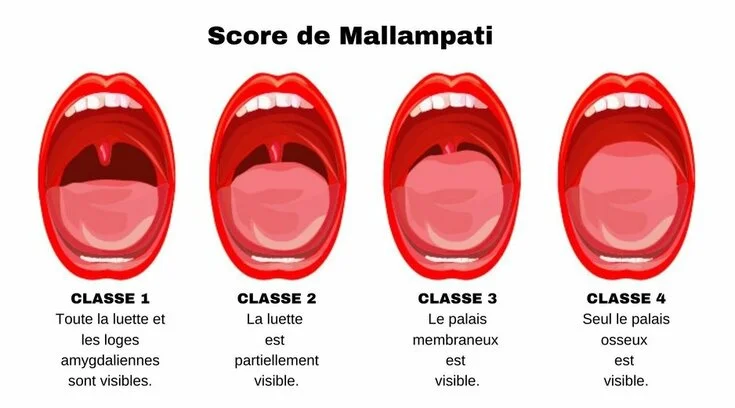 Score de Mallampati
CLASSE 1
Toute la luette et
les loges
amygdaliennes
sont visibles.
CLASSE 2
La luette
est
partiellement
visible.
CLASSE 3
Le palais
membraneux
est
visible.
CLASSE 4
Seul le palais
osseux
est
visible.